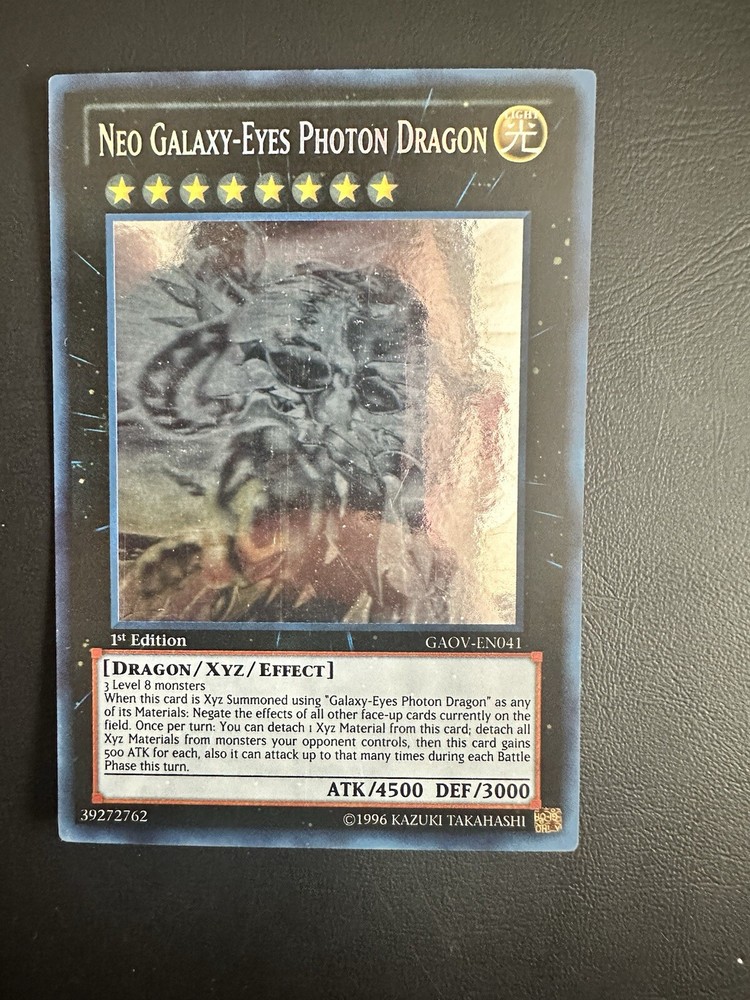 NEO GALAXY-EYES PHOTON DRAGON
LIGHT
光
1st Edition
GAOV-EN041
[DRAGON/XYZ/EFFECT]
3 Level 8 monsters
When this card is Xyz Summoned using "Galaxy-Eyes Photon Dragon" as any
of its Materials: Negate the effects of all other face-up cards currently on the
field. Once per turn: You can detach 1 Xyz Material from this card; detach all
Xyz Materials from monsters your opponent controls, then this card gains
500 ATK for each, also it can attack up to that many times during each Battle
Phase this turn.
ATK/4500 DEF/3000
39272762
©1996 KAZUKI TAKAHASHI